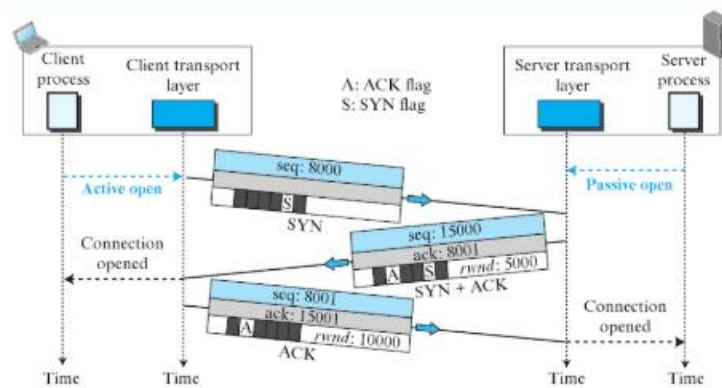 Client
process
Client transport
layer
A: ACK flag
S: SYN flag
Server transport
layer
Server
process
Active open
Passive open
seq: 8000
S
SYN
seq: 15000
ack: 8001
A
S
rwnd: 5000
SYN + ACK
Connection
opened
seq: 8001
ack: 15001
A
rwnd: 10000
ACK
Connection
opened
Time
Time
Time
Time